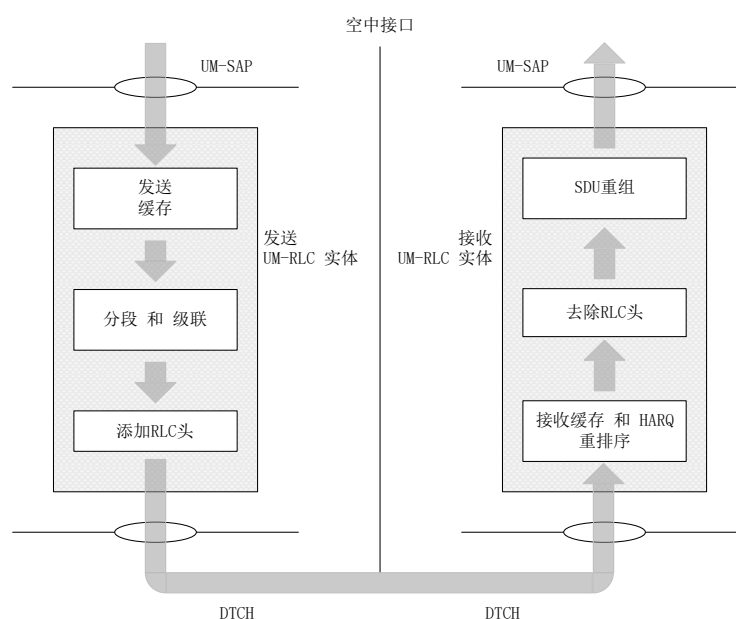 空中接口
UM-SAP
UM-SAP
发送
缓存
分段 和 级联
添加RLC头
发送
UM-RLC 实体
接收
UM-RLC 实体
SDU重组
去除RLC头
接收缓存 和 HARQ
重排序
DTCH
DTCH